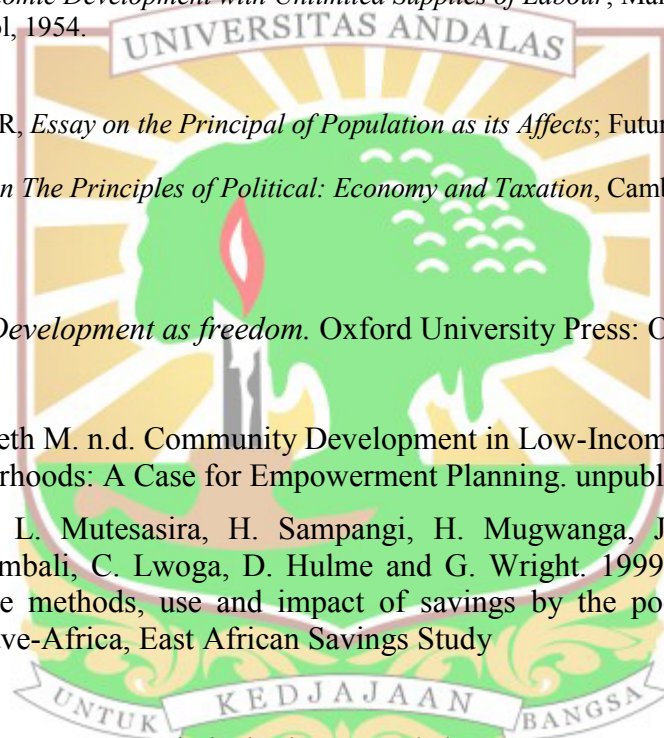 omic Development with Unlimited Supplies of Labour, Ma
ol, 1954.
UNIVERSITAS ANDALAS
R, Essay on the Principal of Population as its Affects; Futur
n The Principles of Political: Economy and Taxation, Camb
Development as freedom. Oxford University Press: O
eth M. n.d. Community Development in Low-Incom
rhoods: A Case for Empowerment Planning. unpubl
L. Mutesasira, H. Sampangi, H. Mugwanga, J
mbali, C. Lwoga, D. Hulme and G. Wright. 1999
e methods, use and impact of savings by the po
ve-Africa, East African Savings Study
UNTUK KEDJAJAAN BANGSA